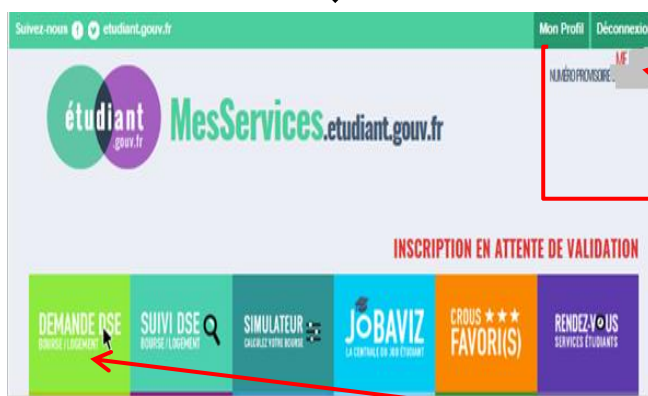 Suivez-nous etudiant.gouv.fr
Mon Profil Déconnexio
NUMÉRO PROVISOIRE
étudiant
.gouv.fr
MesServices.etudiant.gouv.fr
INSCRIPTION EN ATTENTE DE VALIDATION
DEMANDE DSE
BOURSE / LOGEMENT
SUIVI DSE
BOURSE / LOGEMENT
SIMULATEUR
CALCULEZ VOTRE BOURSE
JOBAVIZ
LA CENTRALE DU JOB ÉTUDIANT
CROUS
FAVORI(S)
RENDEZ-VOUS
SERVICES ÉTUDIANTS